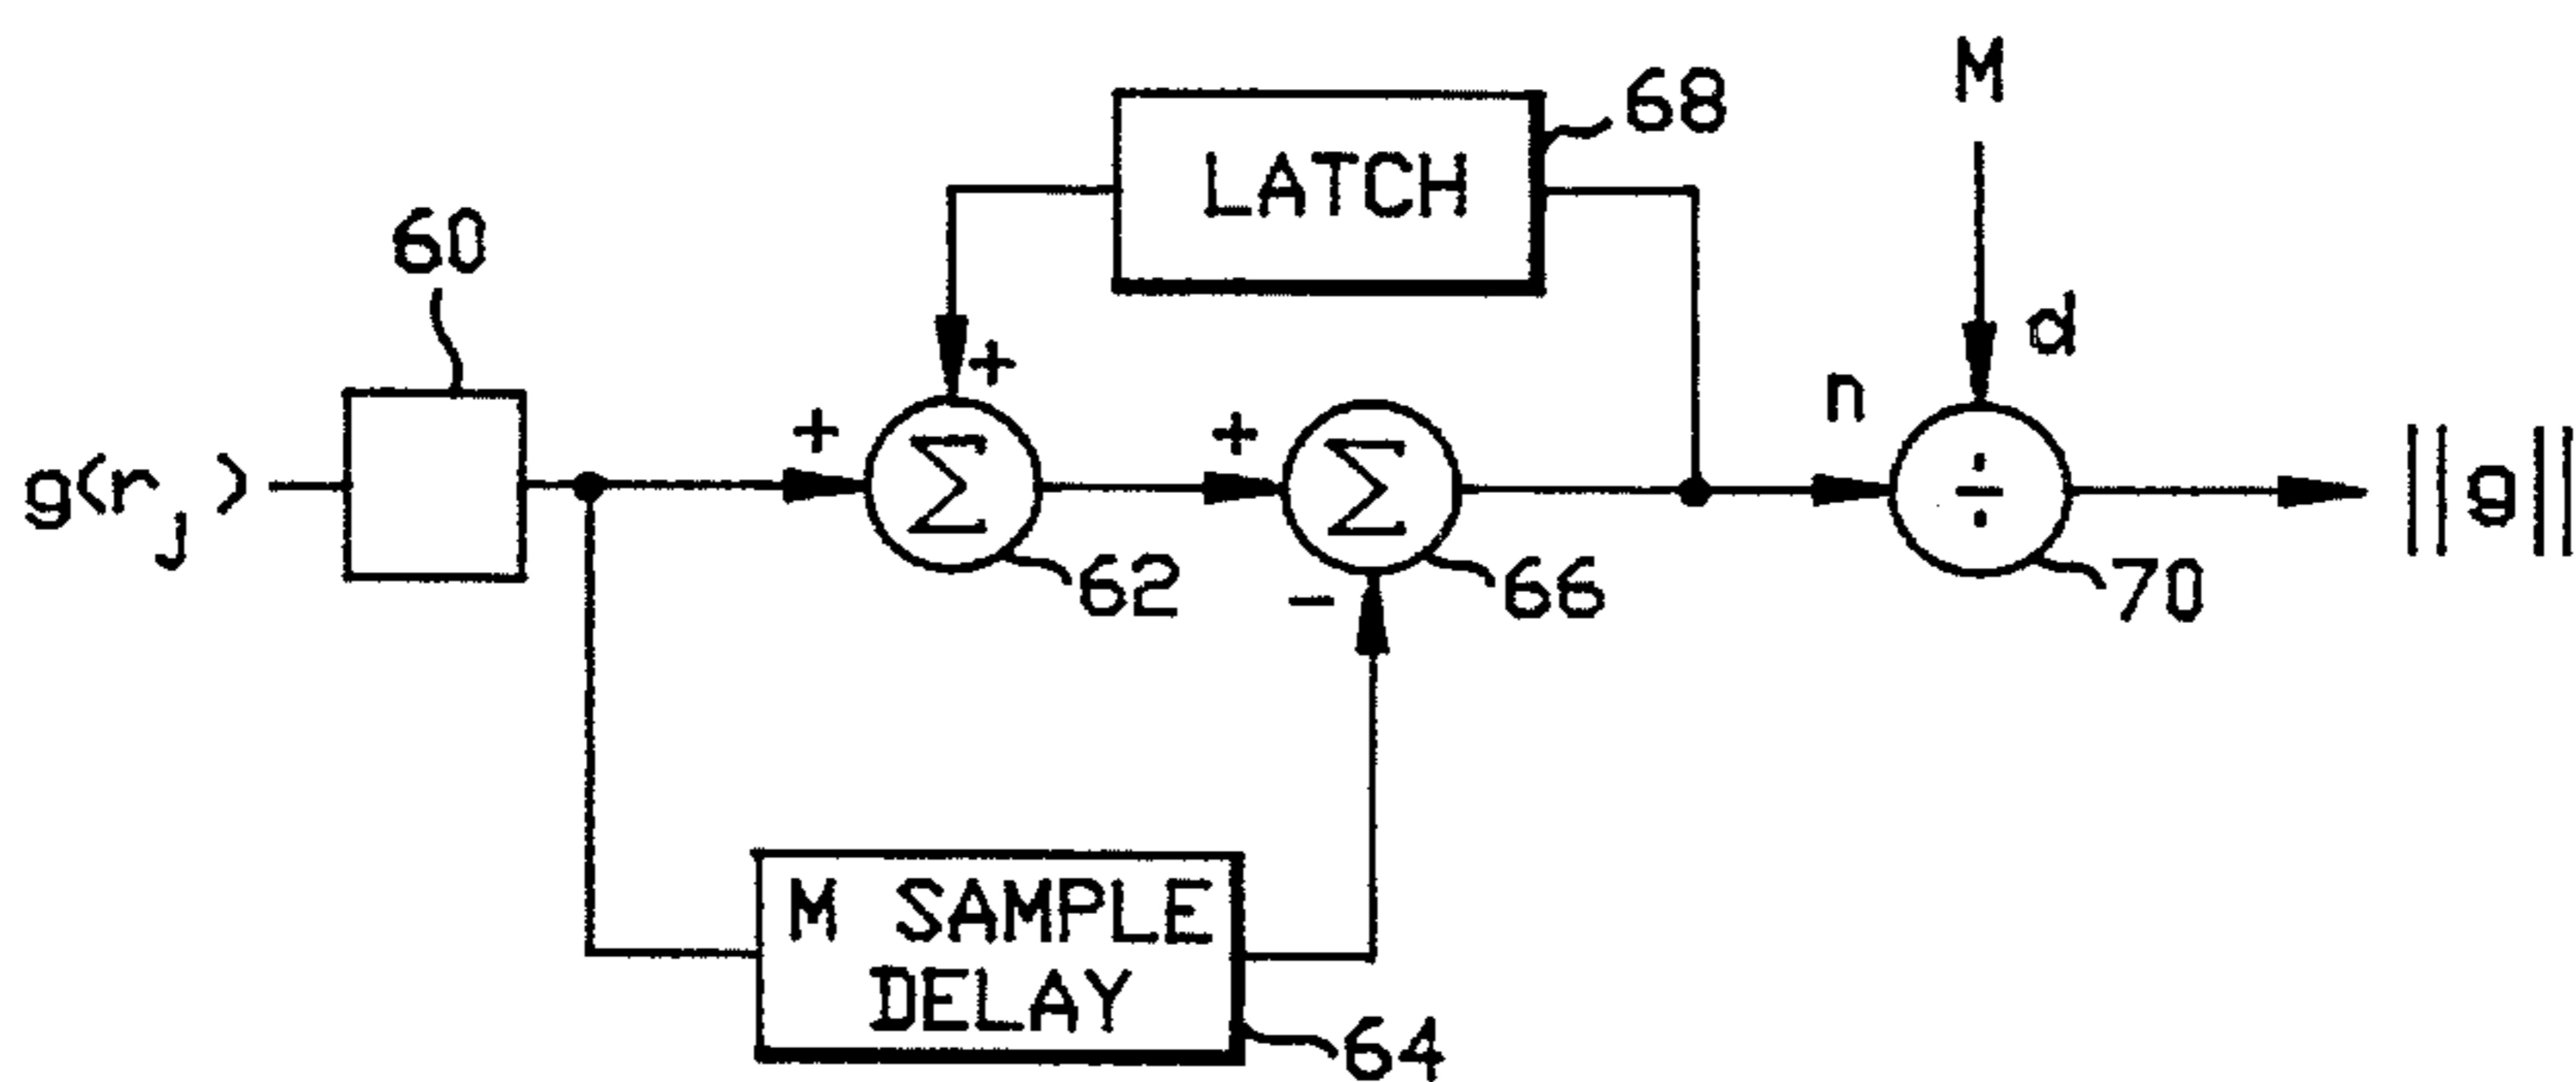 M
68
LATCH
60
d
+
n
+
+
g(r_j)
Σ
Σ
÷
||g||
62
-
66
70
M SAMPLE
DELAY
64